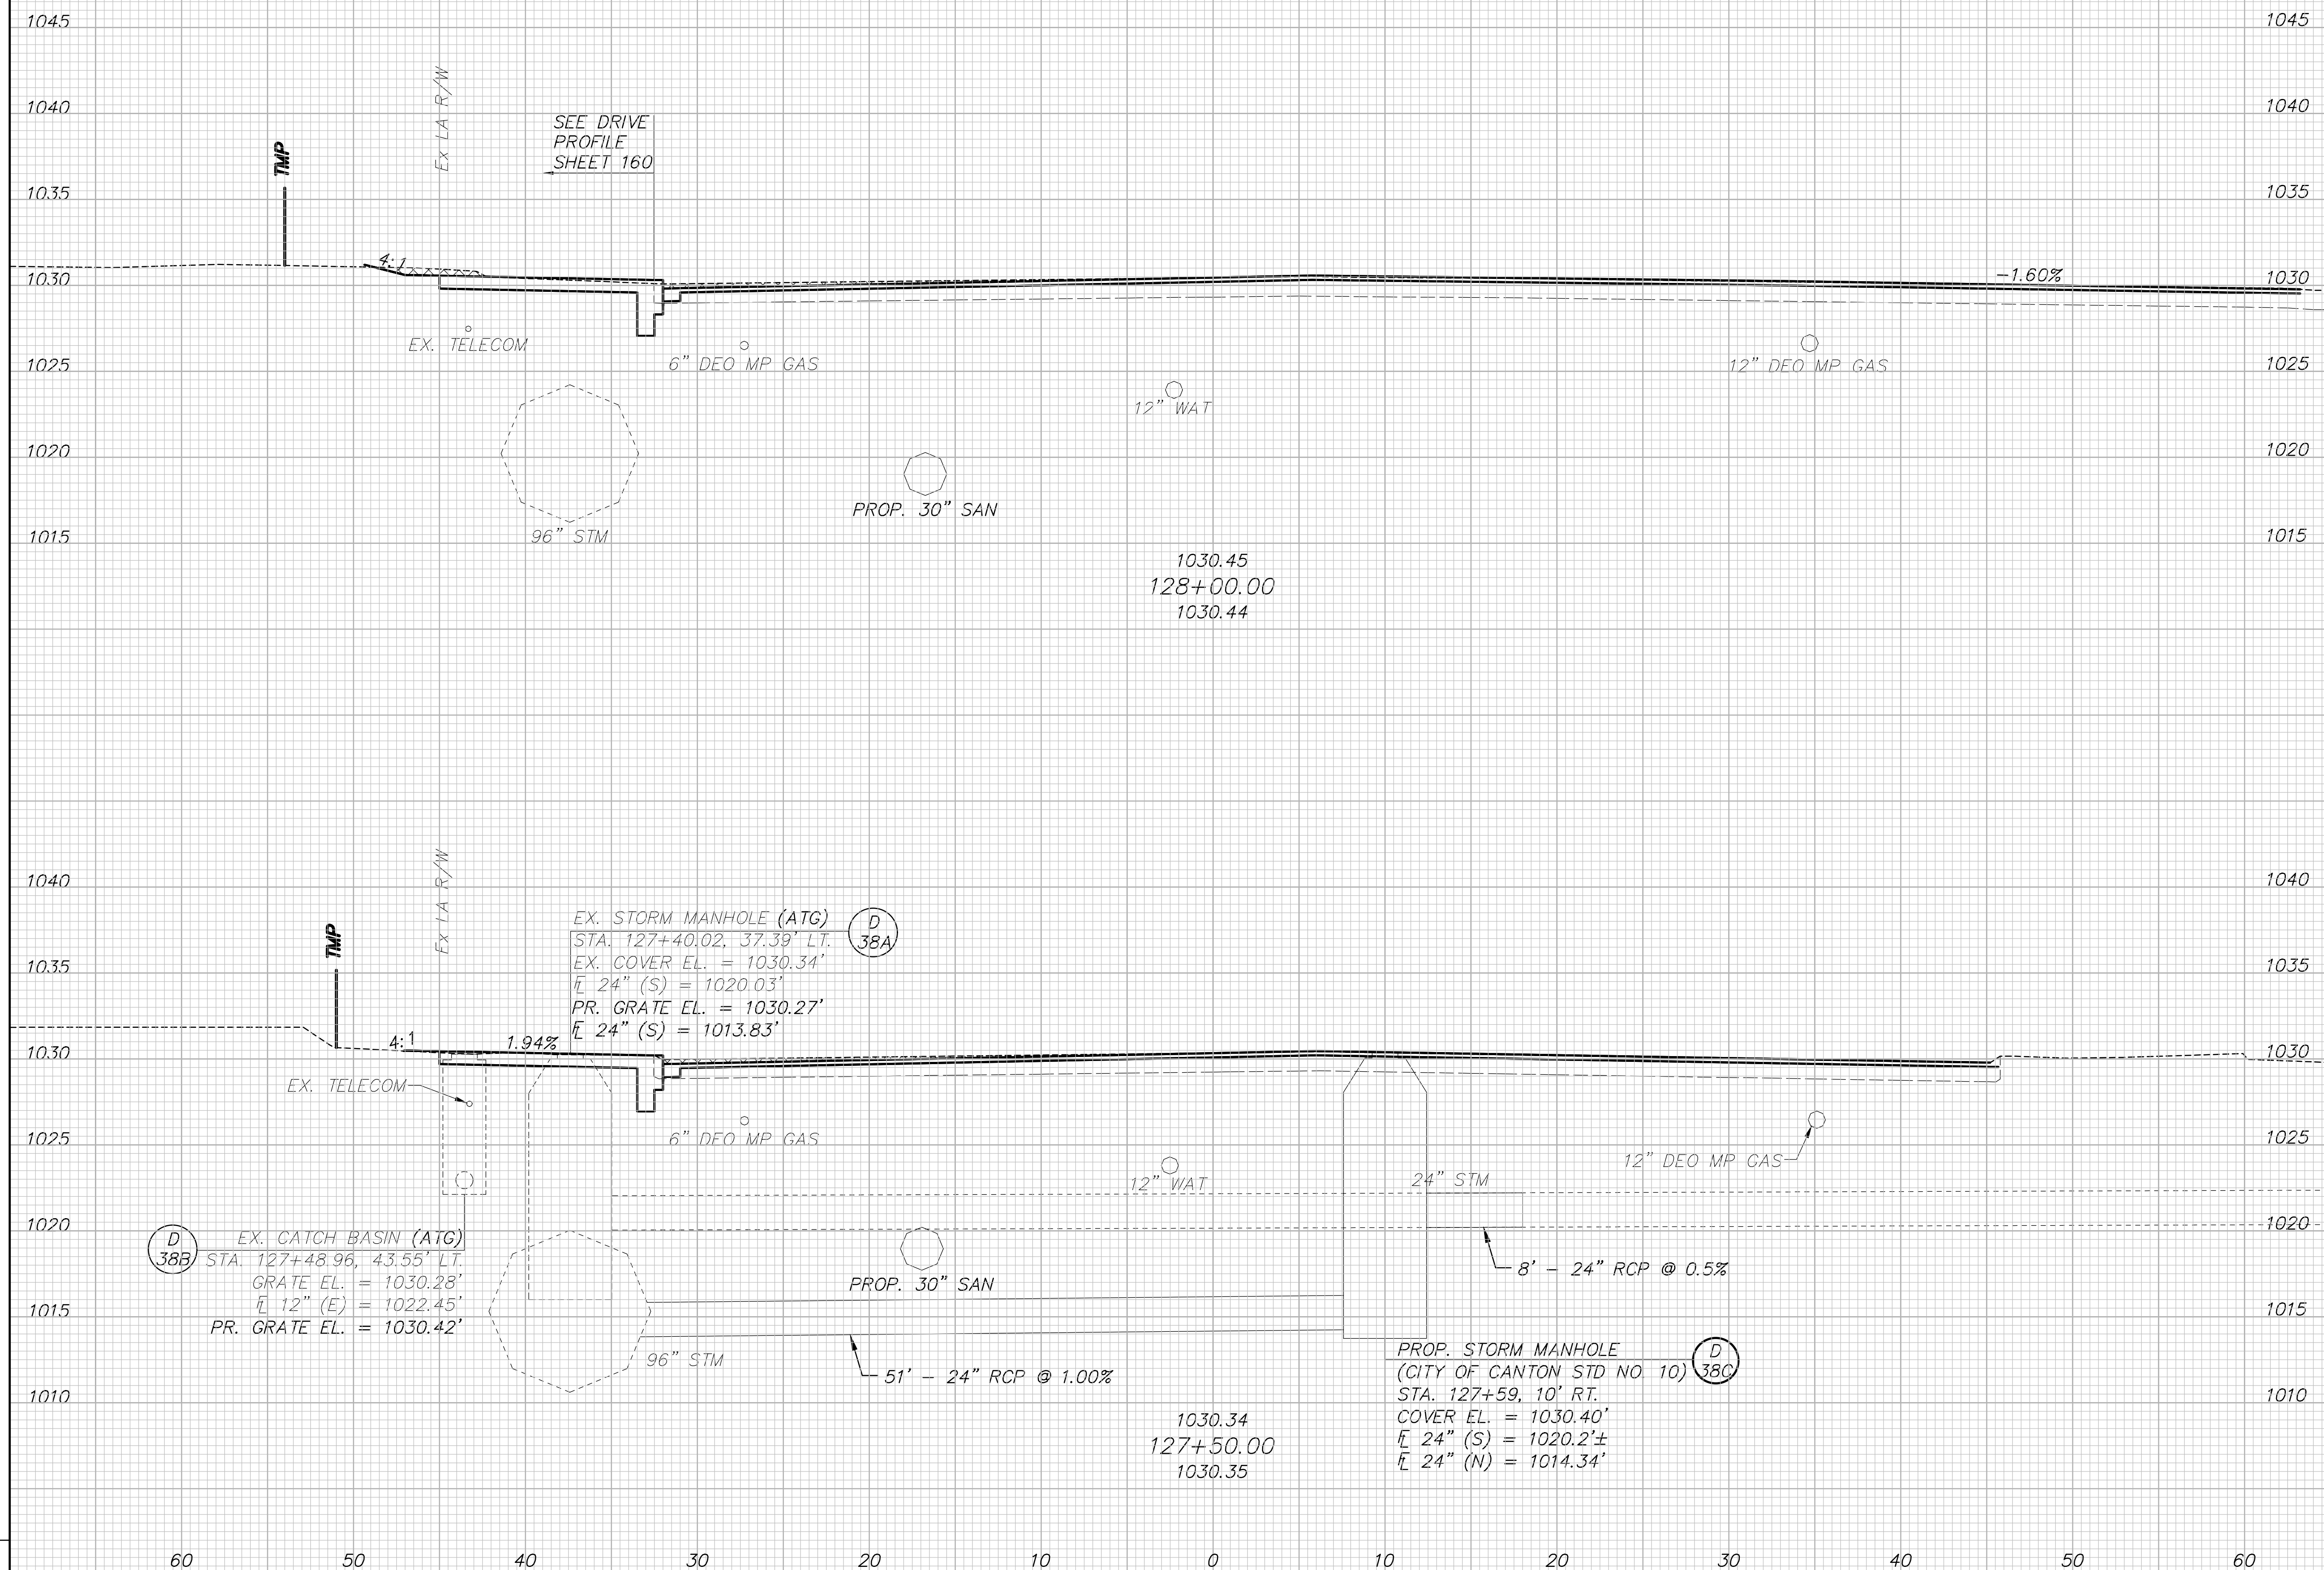 1045 1045
1040 1040
Ex LA R/W
SEE DRIVE
PROFILE
SHEET 160
TMP
1035 1035
4:1
1030 -1.60% 1030
EX. TELECOM
6" DEO MP GAS
12" DEO MP GAS
1025 1025
12" WAT
1020 1020
PROP. 30" SAN
96" STM
1015 1015
1030.45
128+00.00
1030.44
1040 1040
Ex LA R/W
TMP
EX. STORM MANHOLE (ATG)
D
38A
STA. 127+40.02, 37.39' LT.
EX. COVER EL. = 1030.34'
FL 24" (S) = 1020.03'
PR. GRATE EL. = 1030.27'
FL 24" (S) = 1013.83'
1035 1035
4:1
1.94%
1030 1030
EX. TELECOM
6" DEO MP GAS
1025 1025
12" DEO MP GAS
12" WAT
24" STM
1020 1020
D
38B
EX. CATCH BASIN (ATG)
STA. 127+48.96, 43.55' LT.
GRATE EL. = 1030.28'
FL 12" (E) = 1022.45'
PR. GRATE EL. = 1030.42'
8' - 24" RCP @ 0.5%
PROP. 30" SAN
1015 1015
96" STM
51' - 24" RCP @ 1.00%
PROP. STORM MANHOLE
D
38C
(CITY OF CANTON STD NO. 10)
STA. 127+59, 10' RT.
COVER EL. = 1030.40'
FL 24" (S) = 1020.2'±
FL 24" (N) = 1014.34'
1010 1010
1030.34
127+50.00
1030.35
60 50 40 30 20 10 0 10 20 30 40 50 60